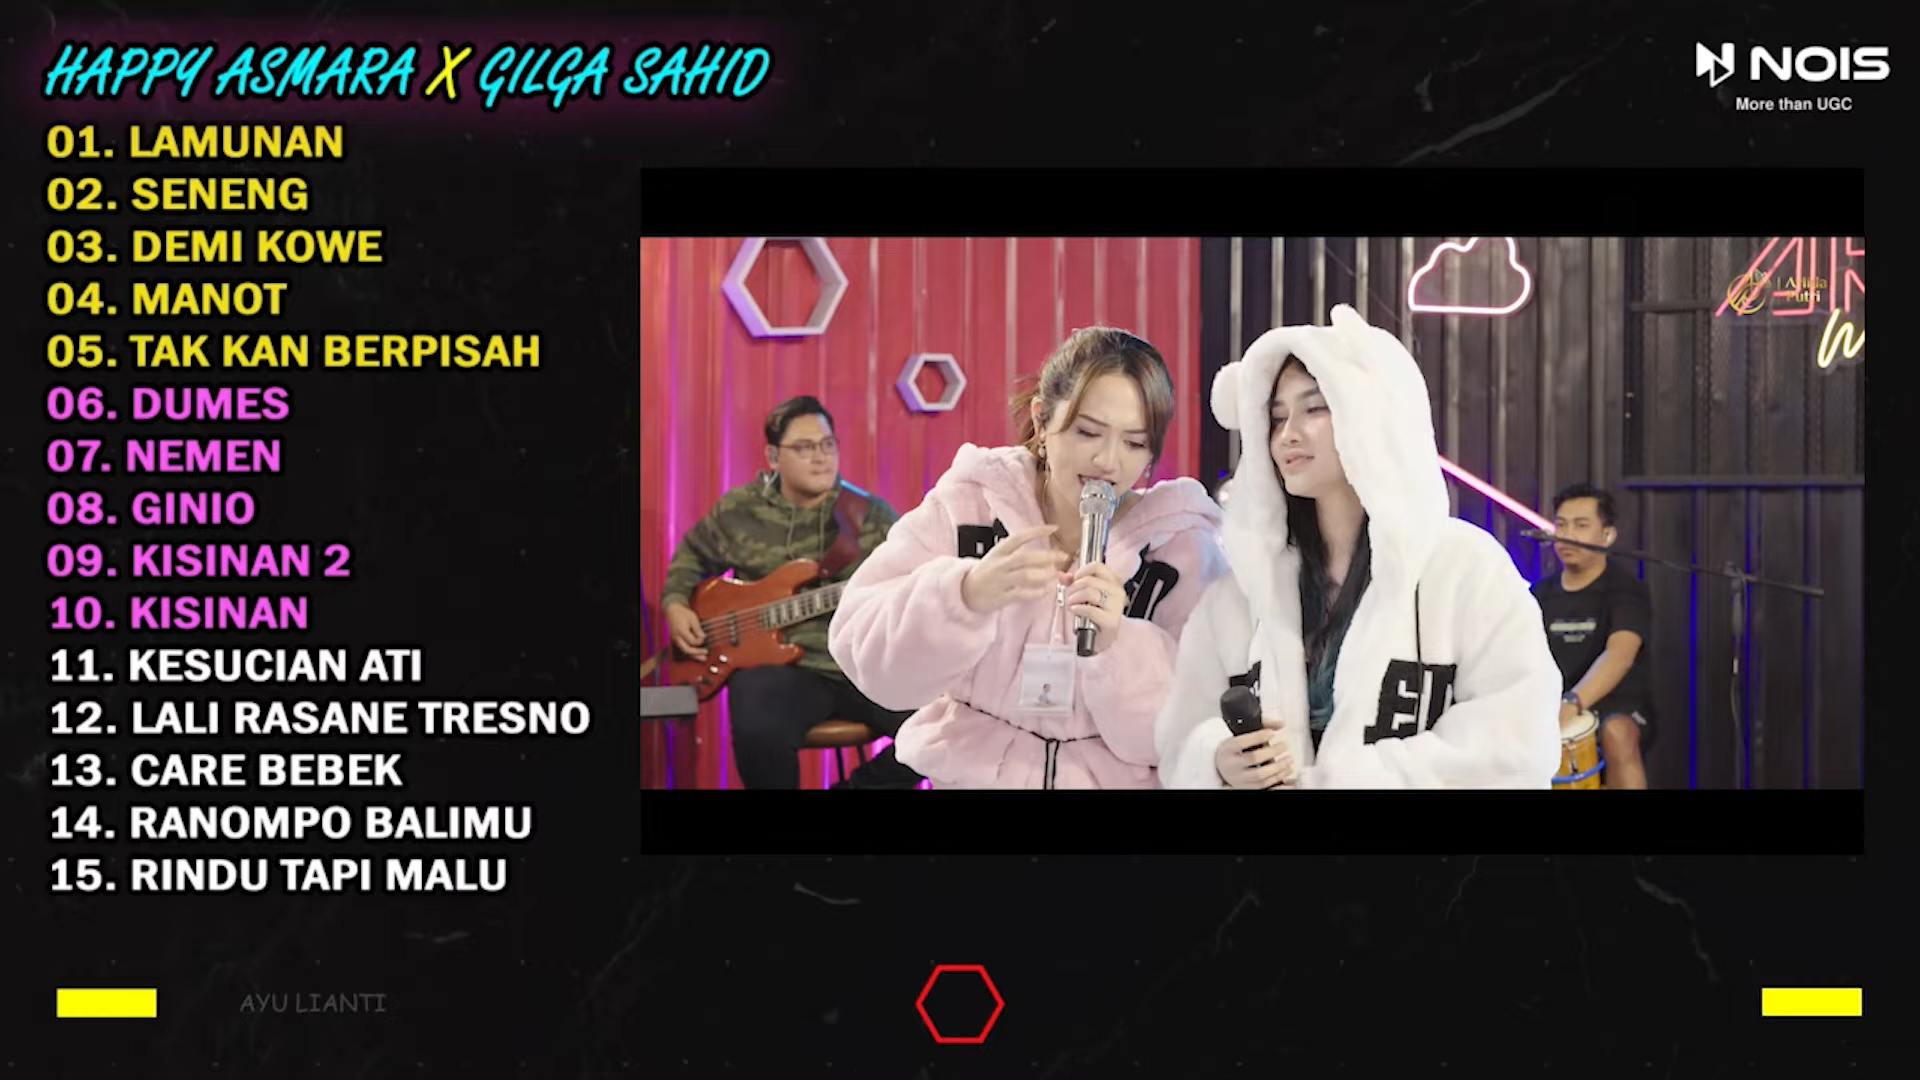 HAPPY ASMARA X GILGA SAHID
NOIS
More than UGC
01. LAMUNAN
02. SENENG
03. DEMI KOWE
04. MANOT
05. TAK KAN BERPISAH
06. DUMES
07. NEMEN
08. GINIO
09. KISINAN 2
10. KISINAN
11. KESUCIAN ATI
12. LALI RASANE TRESNO
13. CARE BEBEK
14. RANOMPO BALIMU
15. RINDU TAPI MALU
Putri
AYU LIANTI